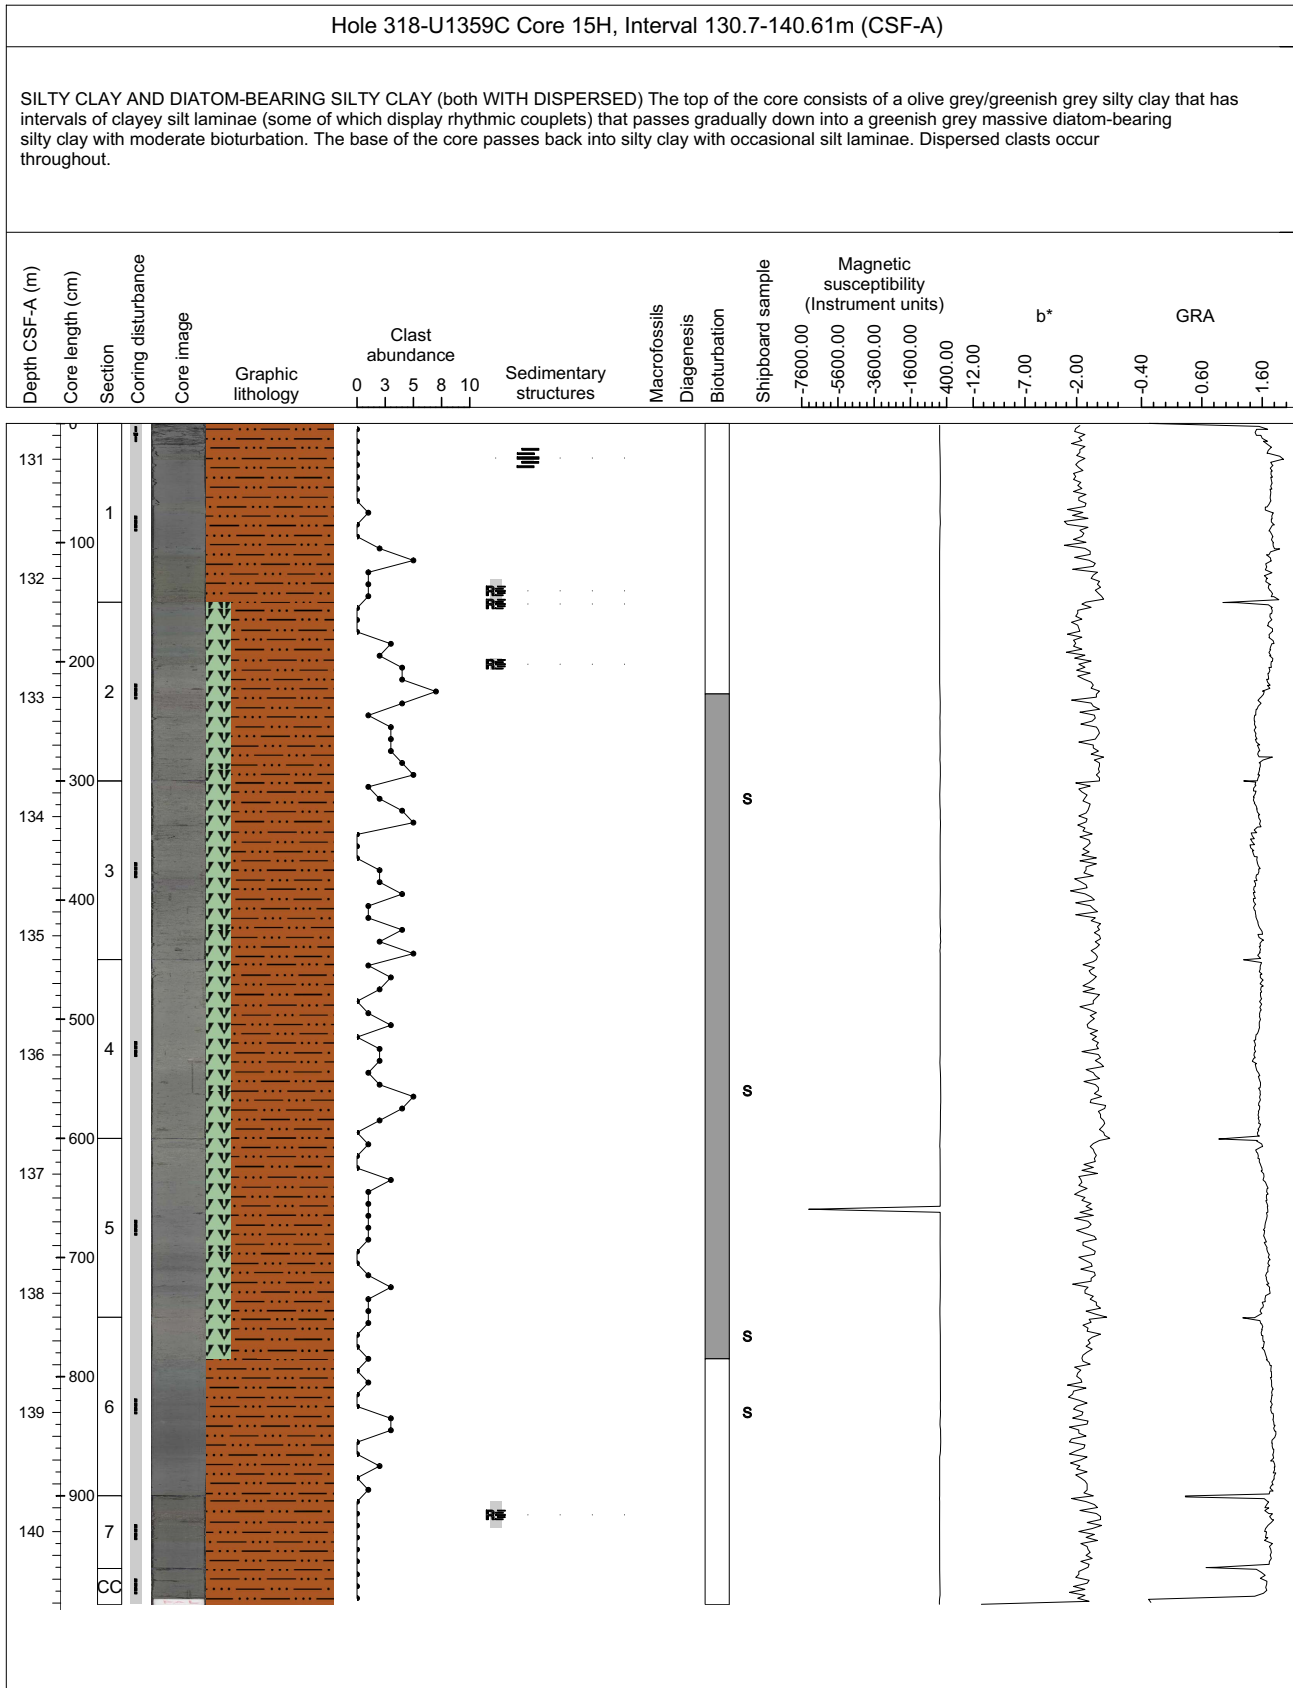 Hole 318-U1359C Core 15H, Interval 130.7-140.61m (CSF-A)
SILTY CLAY AND DIATOM-BEARING SILTY CLAY (both WITH DISPERSED) The top of the core consists of a olive grey/greenish grey silty clay that has
intervals of clayey silt laminae (some of which display rhythmic couplets) that passes gradually down into a greenish grey massive diatom-bearing
silty clay with moderate bioturbation. The base of the core passes back into silty clay with occasional silt laminae. Dispersed clasts occur
throughout.
Depth CSF-A (m)
Core length (cm)
Section
Coring disturbance
Core image
Graphic
lithology
Clast
abundance
0 3 5 8 10
Sedimentary
structures
Macrofossils
Diagenesis
Bioturbation
Shipboard sample
Magnetic
susceptibility
(Instrument units)
-7600.00
-5600.00
-3600.00
-1600.00
400.00
b*
-12.00
-7.00
-2.00
GRA
-0.40
0.60
1.60
0
131
1
100
132
200
2
133
300
S
134
3
400
135
500
4
136
S
600
137
5
700
138
S
800
6
139
S
900
7
140
CC